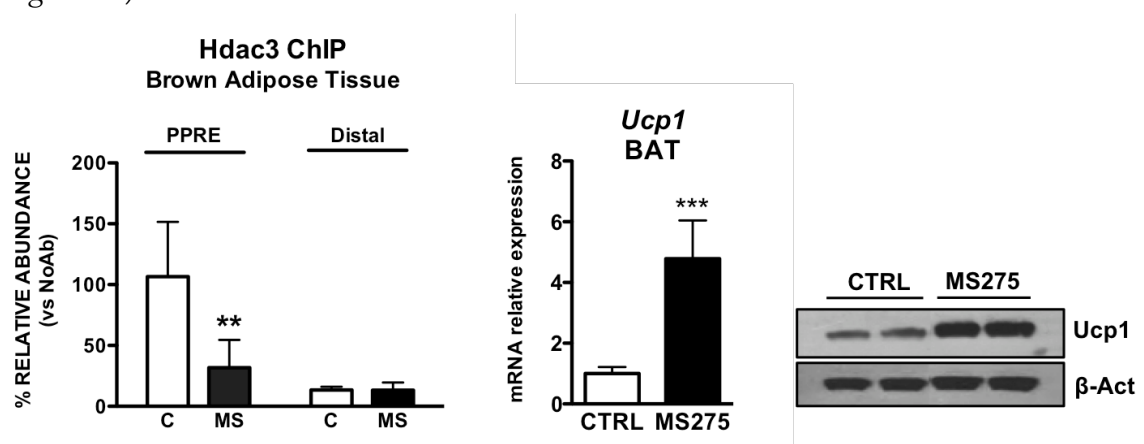 Hdac3 ChIP
Brown Adipose Tissue
PPRE
Distal
% RELATIVE ABUNDANCE
(vs NoAb)
200
150
100
50
0
**
C
MS
C
MS
Ucp1
BAT
mRNA relative expression
8
6
4
2
0
***
CTRL
MS275
CTRL
MS275
Ucp1
β-Act